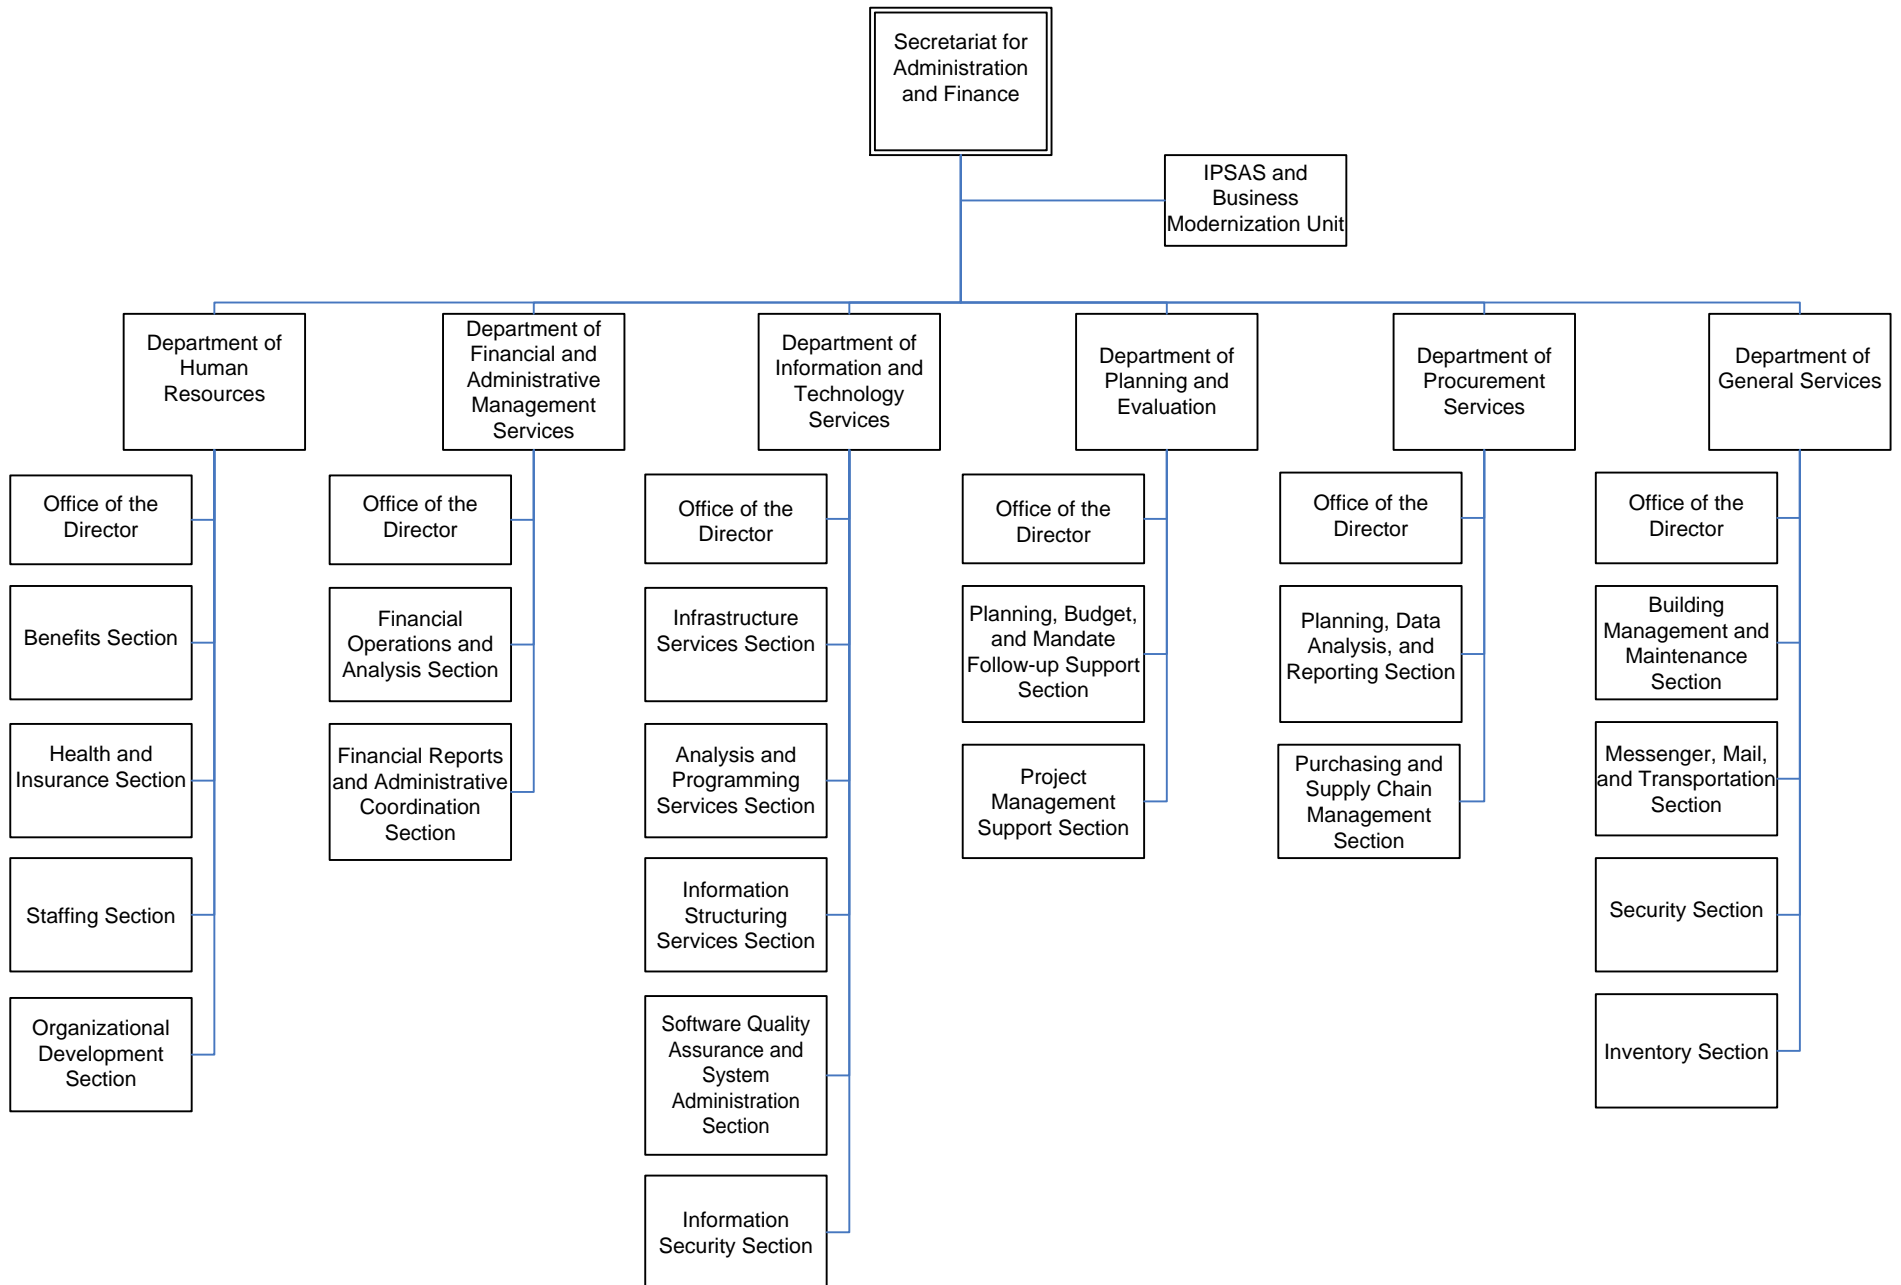 Secretariat for
Administration
and Finance
IPSAS and
Business
Modernization Unit
Department of
Human
Resources
Department of
Financial and
Administrative
Management
Services
Department of
Information and
Technology
Services
Department of
Planning and
Evaluation
Department of
Procurement
Services
Department of
General Services
Office of the
Director
Benefits Section
Health and
Insurance Section
Staffing Section
Organizational
Development
Section
Office of the
Director
Financial
Operations and
Analysis Section
Financial Reports
and Administrative
Coordination
Section
Office of the
Director
Infrastructure
Services Section
Analysis and
Programming
Services Section
Information
Structuring
Services Section
Software Quality
Assurance and
System
Administration
Section
Information
Security Section
Office of the
Director
Planning, Budget,
and Mandate
Follow-up Support
Section
Project
Management
Support Section
Office of the
Director
Planning, Data
Analysis, and
Reporting Section
Purchasing and
Supply Chain
Management
Section
Office of the
Director
Building
Management and
Maintenance
Section
Messenger, Mail,
and Transportation
Section
Security Section
Inventory Section